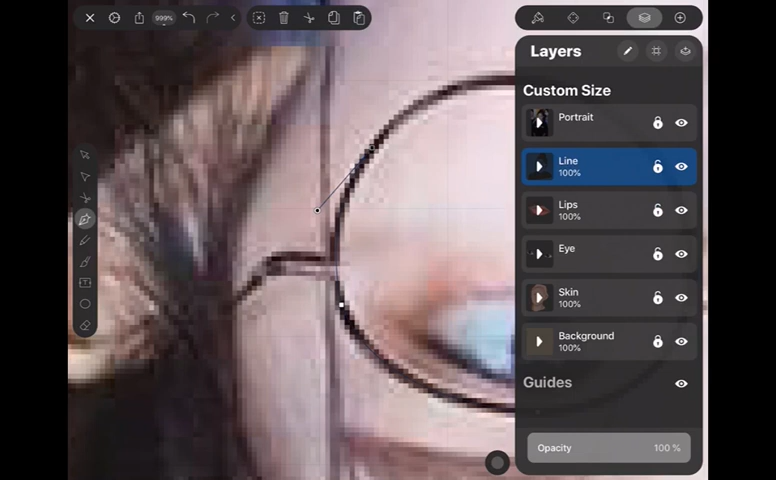 999%
Layers
Custom Size
Portrait
Line
100%
Lips
100%
Eye
Skin
100%
Background
100%
Guides
Opacity 100 %